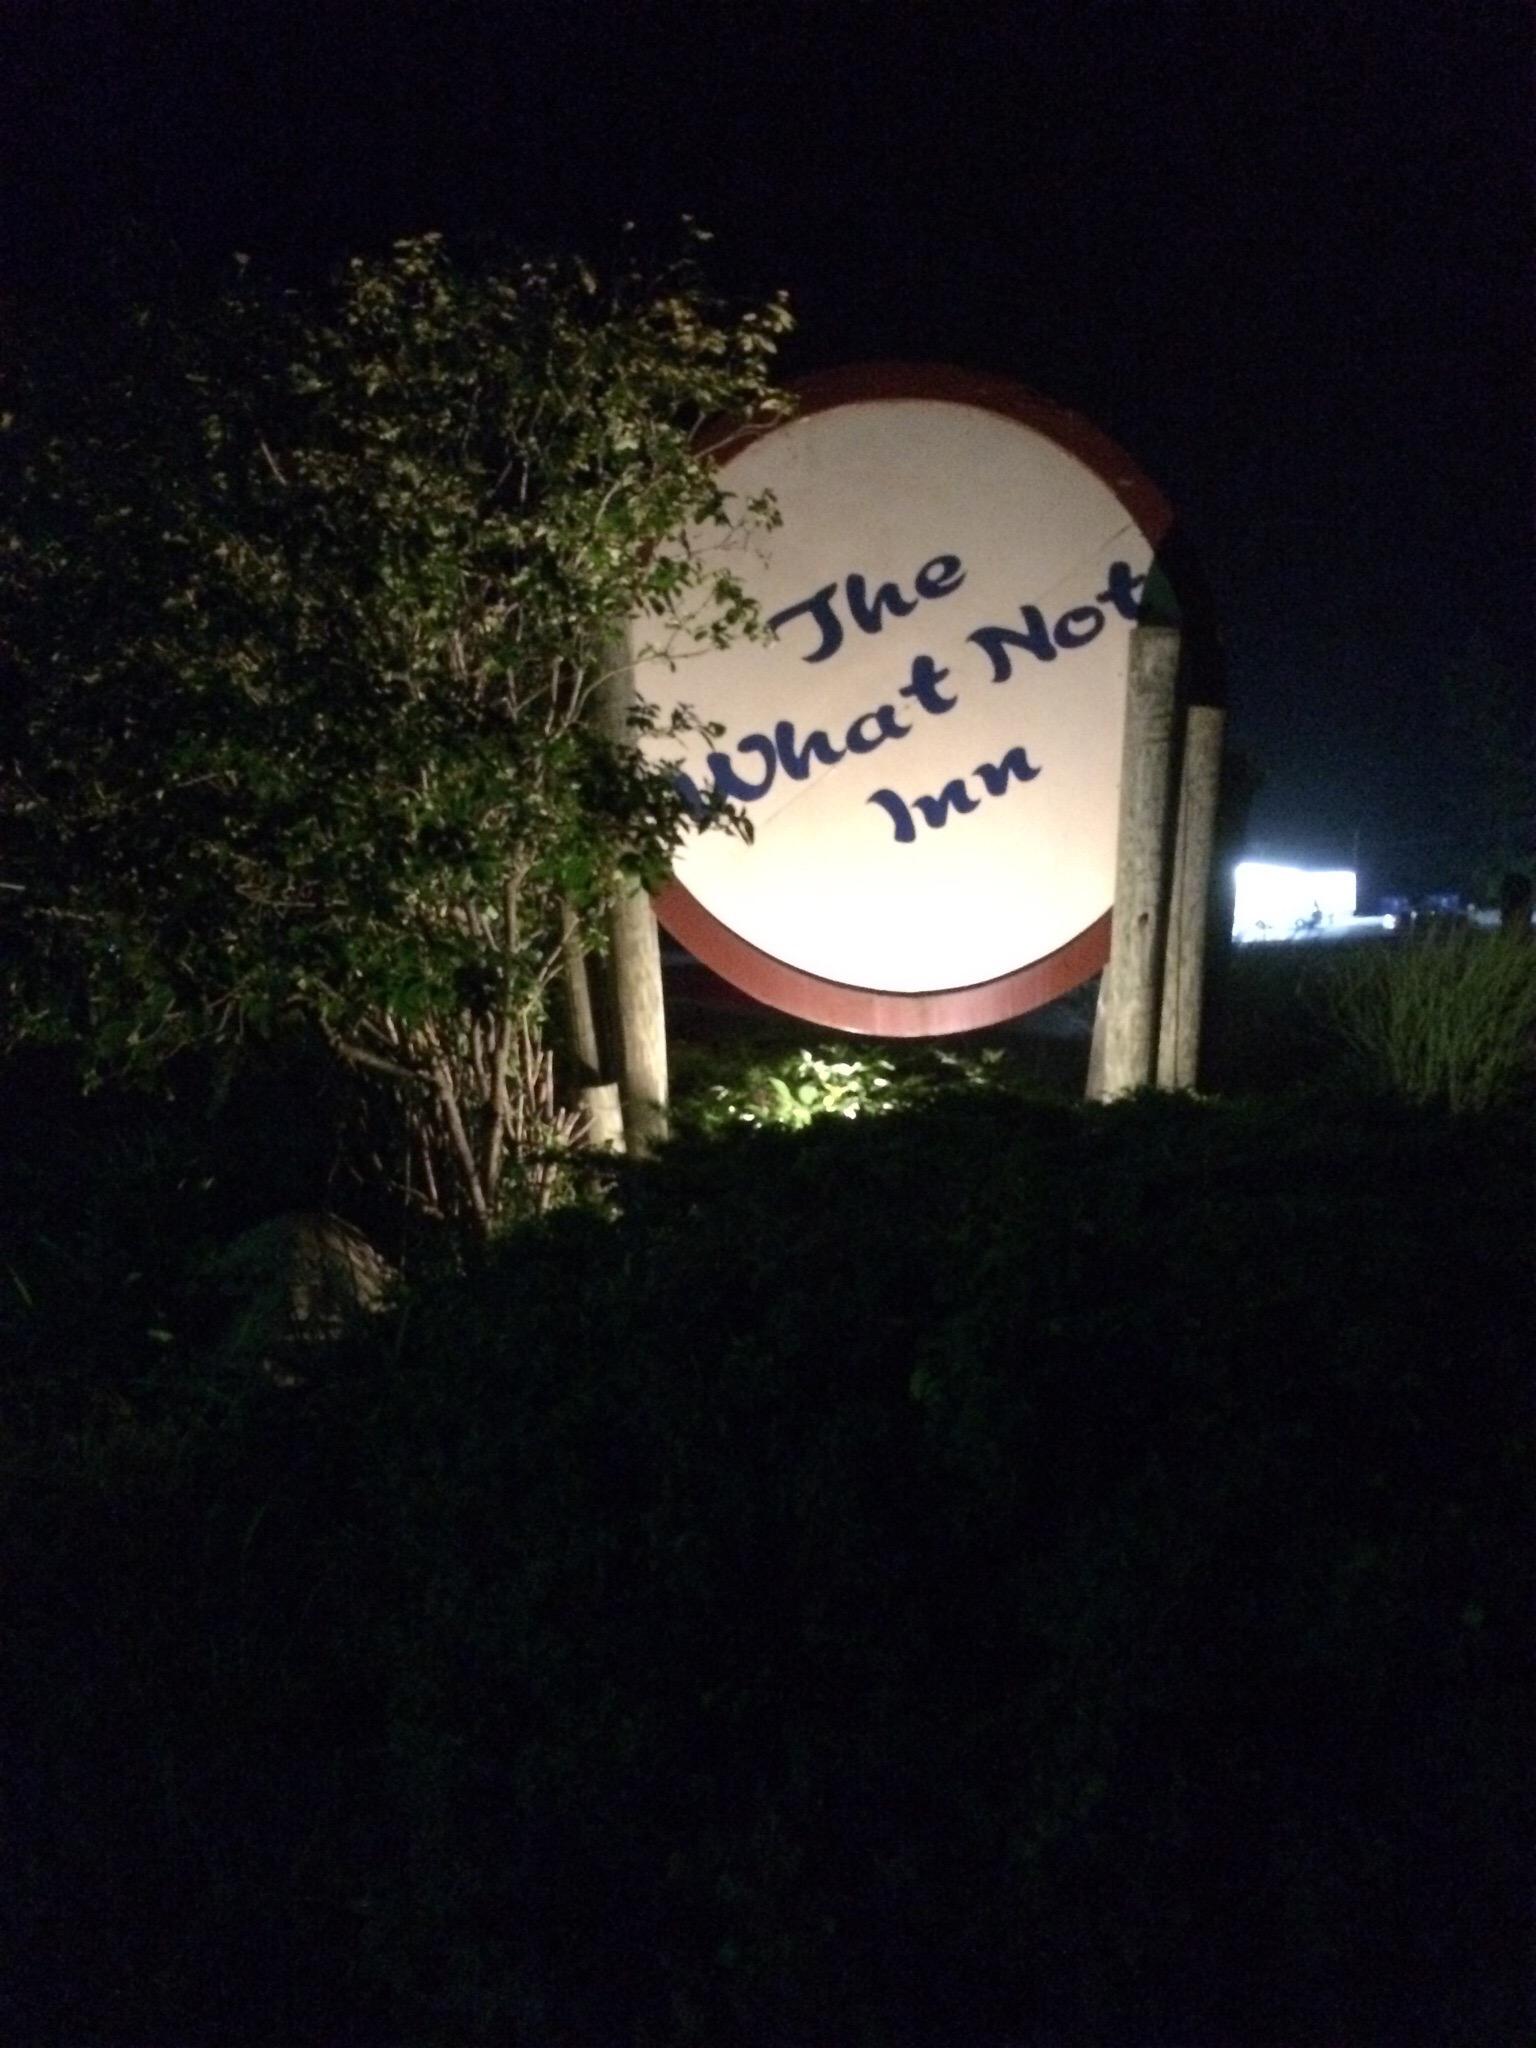 The
What Not
Inn